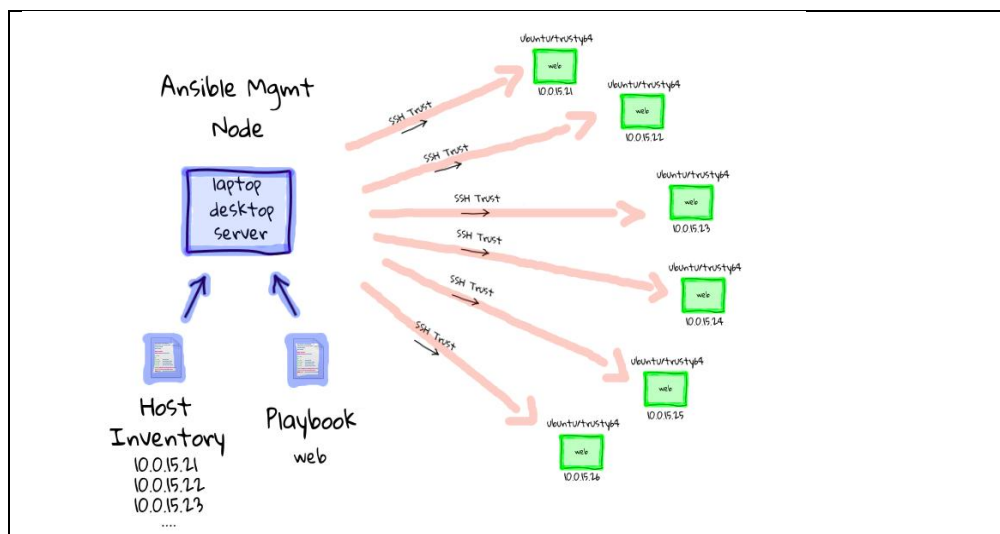 Ansible Mgmt
Node
laptop
desktop
server
Host
Inventory
10.0.15.21
10.0.15.22
10.0.15.23
....
Playbook
web
SSH Trust
SSH Trust
SSH Trust
SSH Trust
SSH Trust
SSH Trust
ubuntu/trusty64
web
10.0.15.21
ubuntu/trusty64
web
10.0.15.22
ubuntu/trusty64
web
10.0.15.23
ubuntu/trusty64
web
10.0.15.24
ubuntu/trusty64
web
10.0.15.25
ubuntu/trusty64
web
10.0.15.26